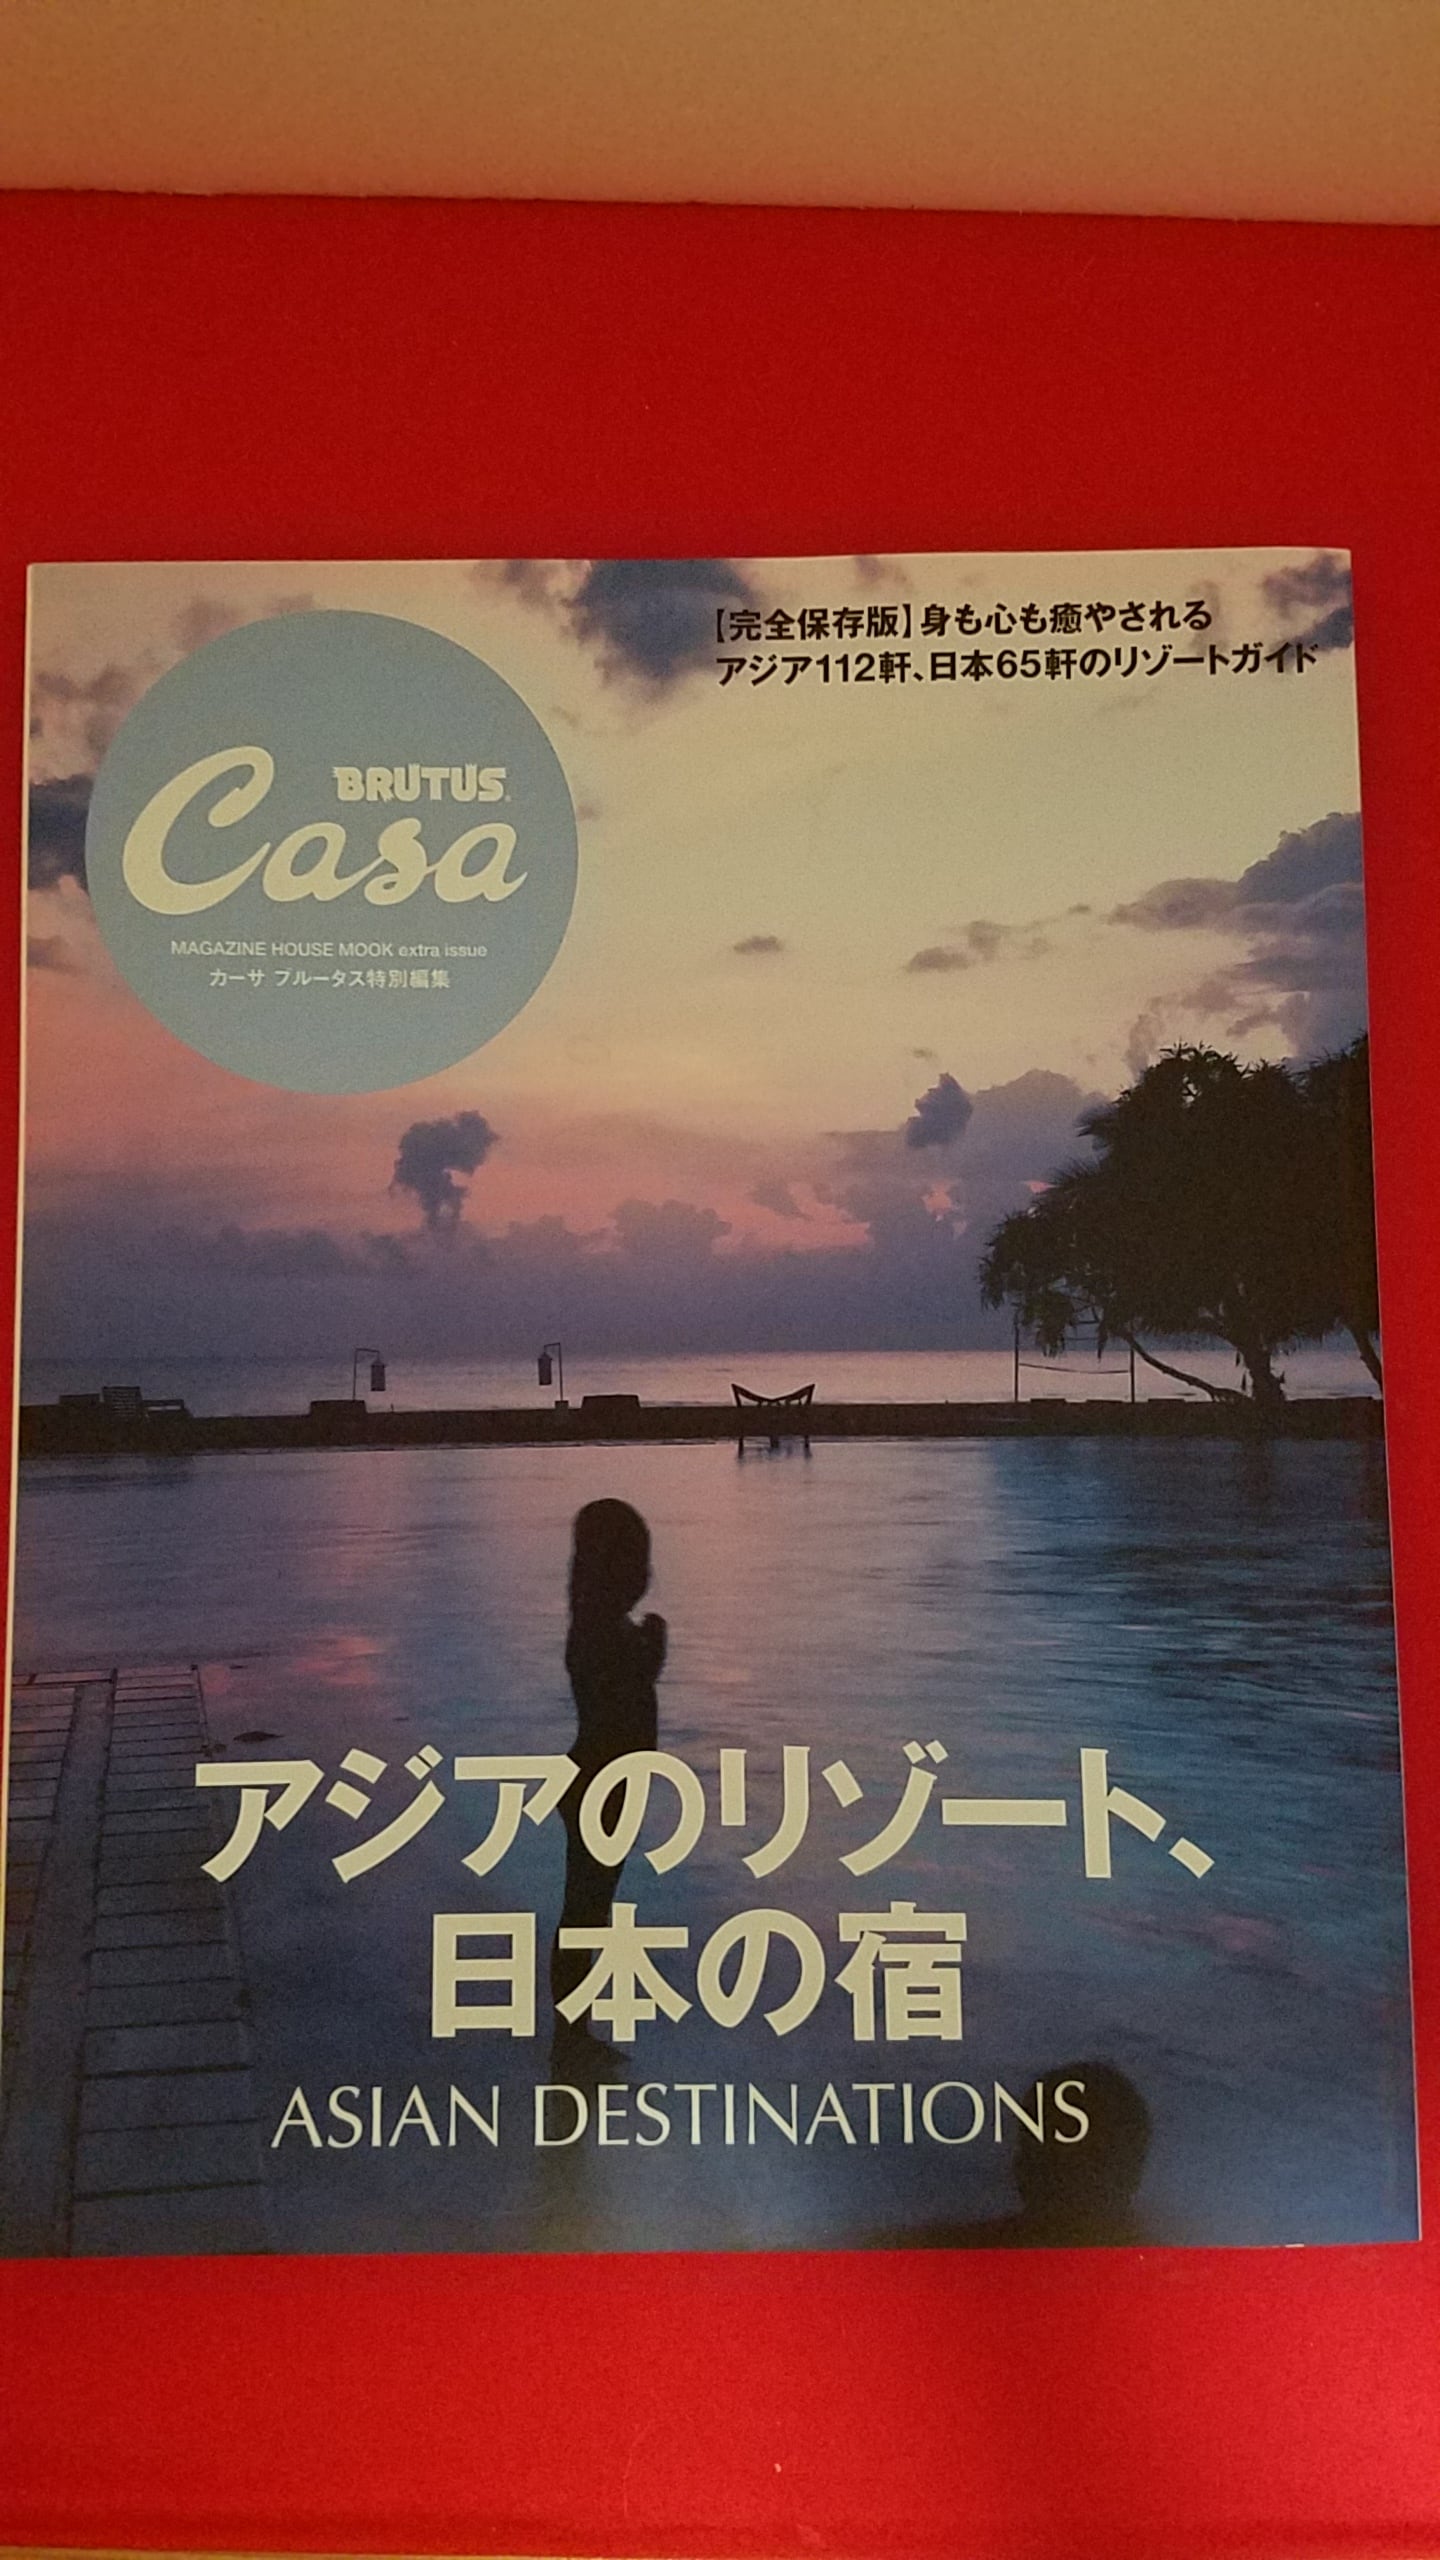 【完全保存版】身も心も癒やされる
アジア112軒、日本65軒のリゾートガイド
BRUTUS®
Casa
MAGAZINE HOUSE MOOK extra issue
カーサ ブルータス特別編集
アジアのリゾート、
日本の宿
ASIAN DESTINATIONS